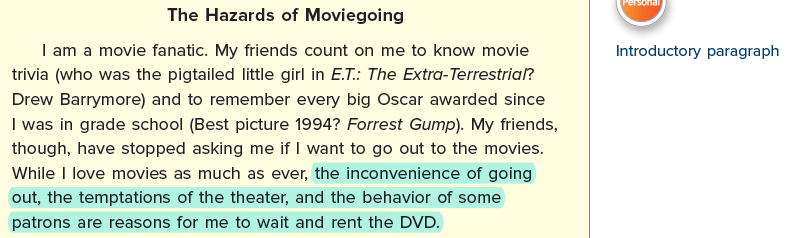 The Hazards of Moviegoing
Personal
I am a movie fanatic. My friends count on me to know movie
Introductory paragraph
trivia (who was the pigtailed little girl in E.T.: The Extra-Terrestrial?
Drew Barrymore) and to remember every big Oscar awarded since
I was in grade school (Best picture 1994? Forrest Gump). My friends,
though, have stopped asking me if I want to go out to the movies.
While I love movies as much as ever, the inconvenience of going
out, the temptations of the theater, and the behavior of some
patrons are reasons for me to wait and rent the DVD.